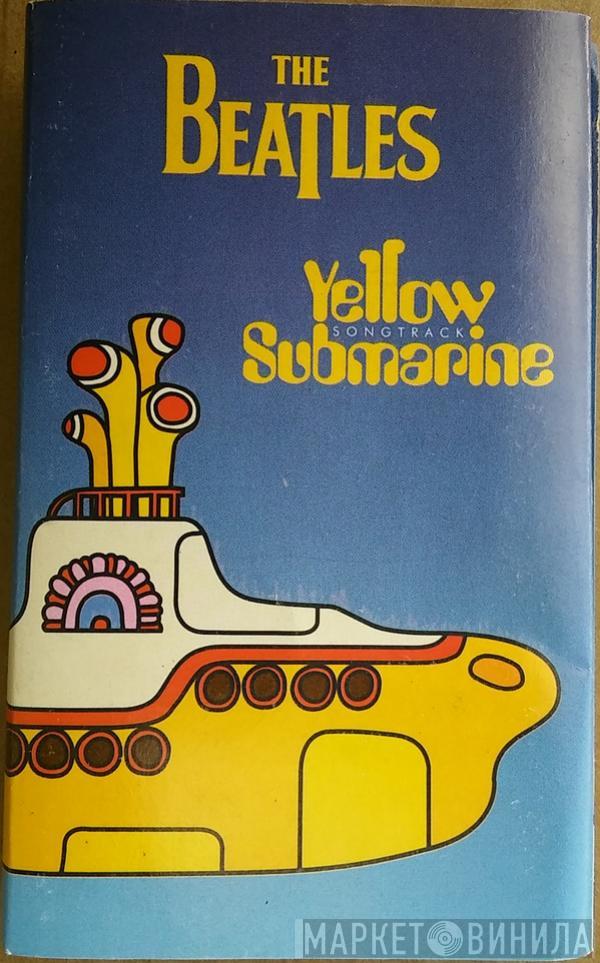 THE
BEATLES
Yellow
SONGTRACK
Submarine
МАРКЕТ ВИНИЛА